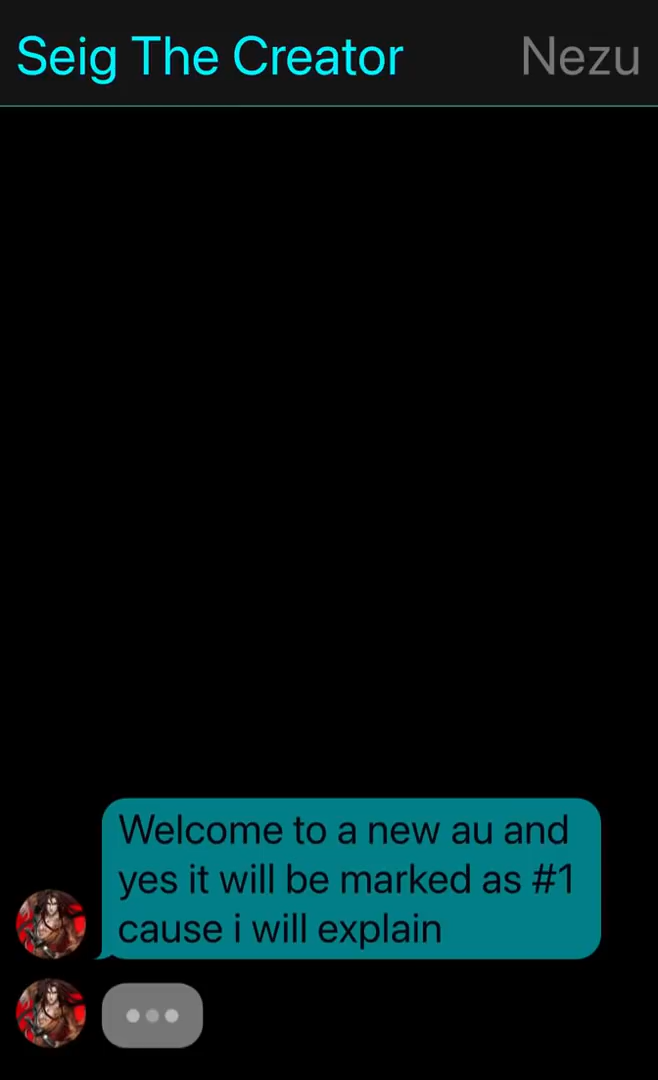 Seig The Creator Nezu
Welcome to a new au and
yes it will be marked as #1
cause i will explain